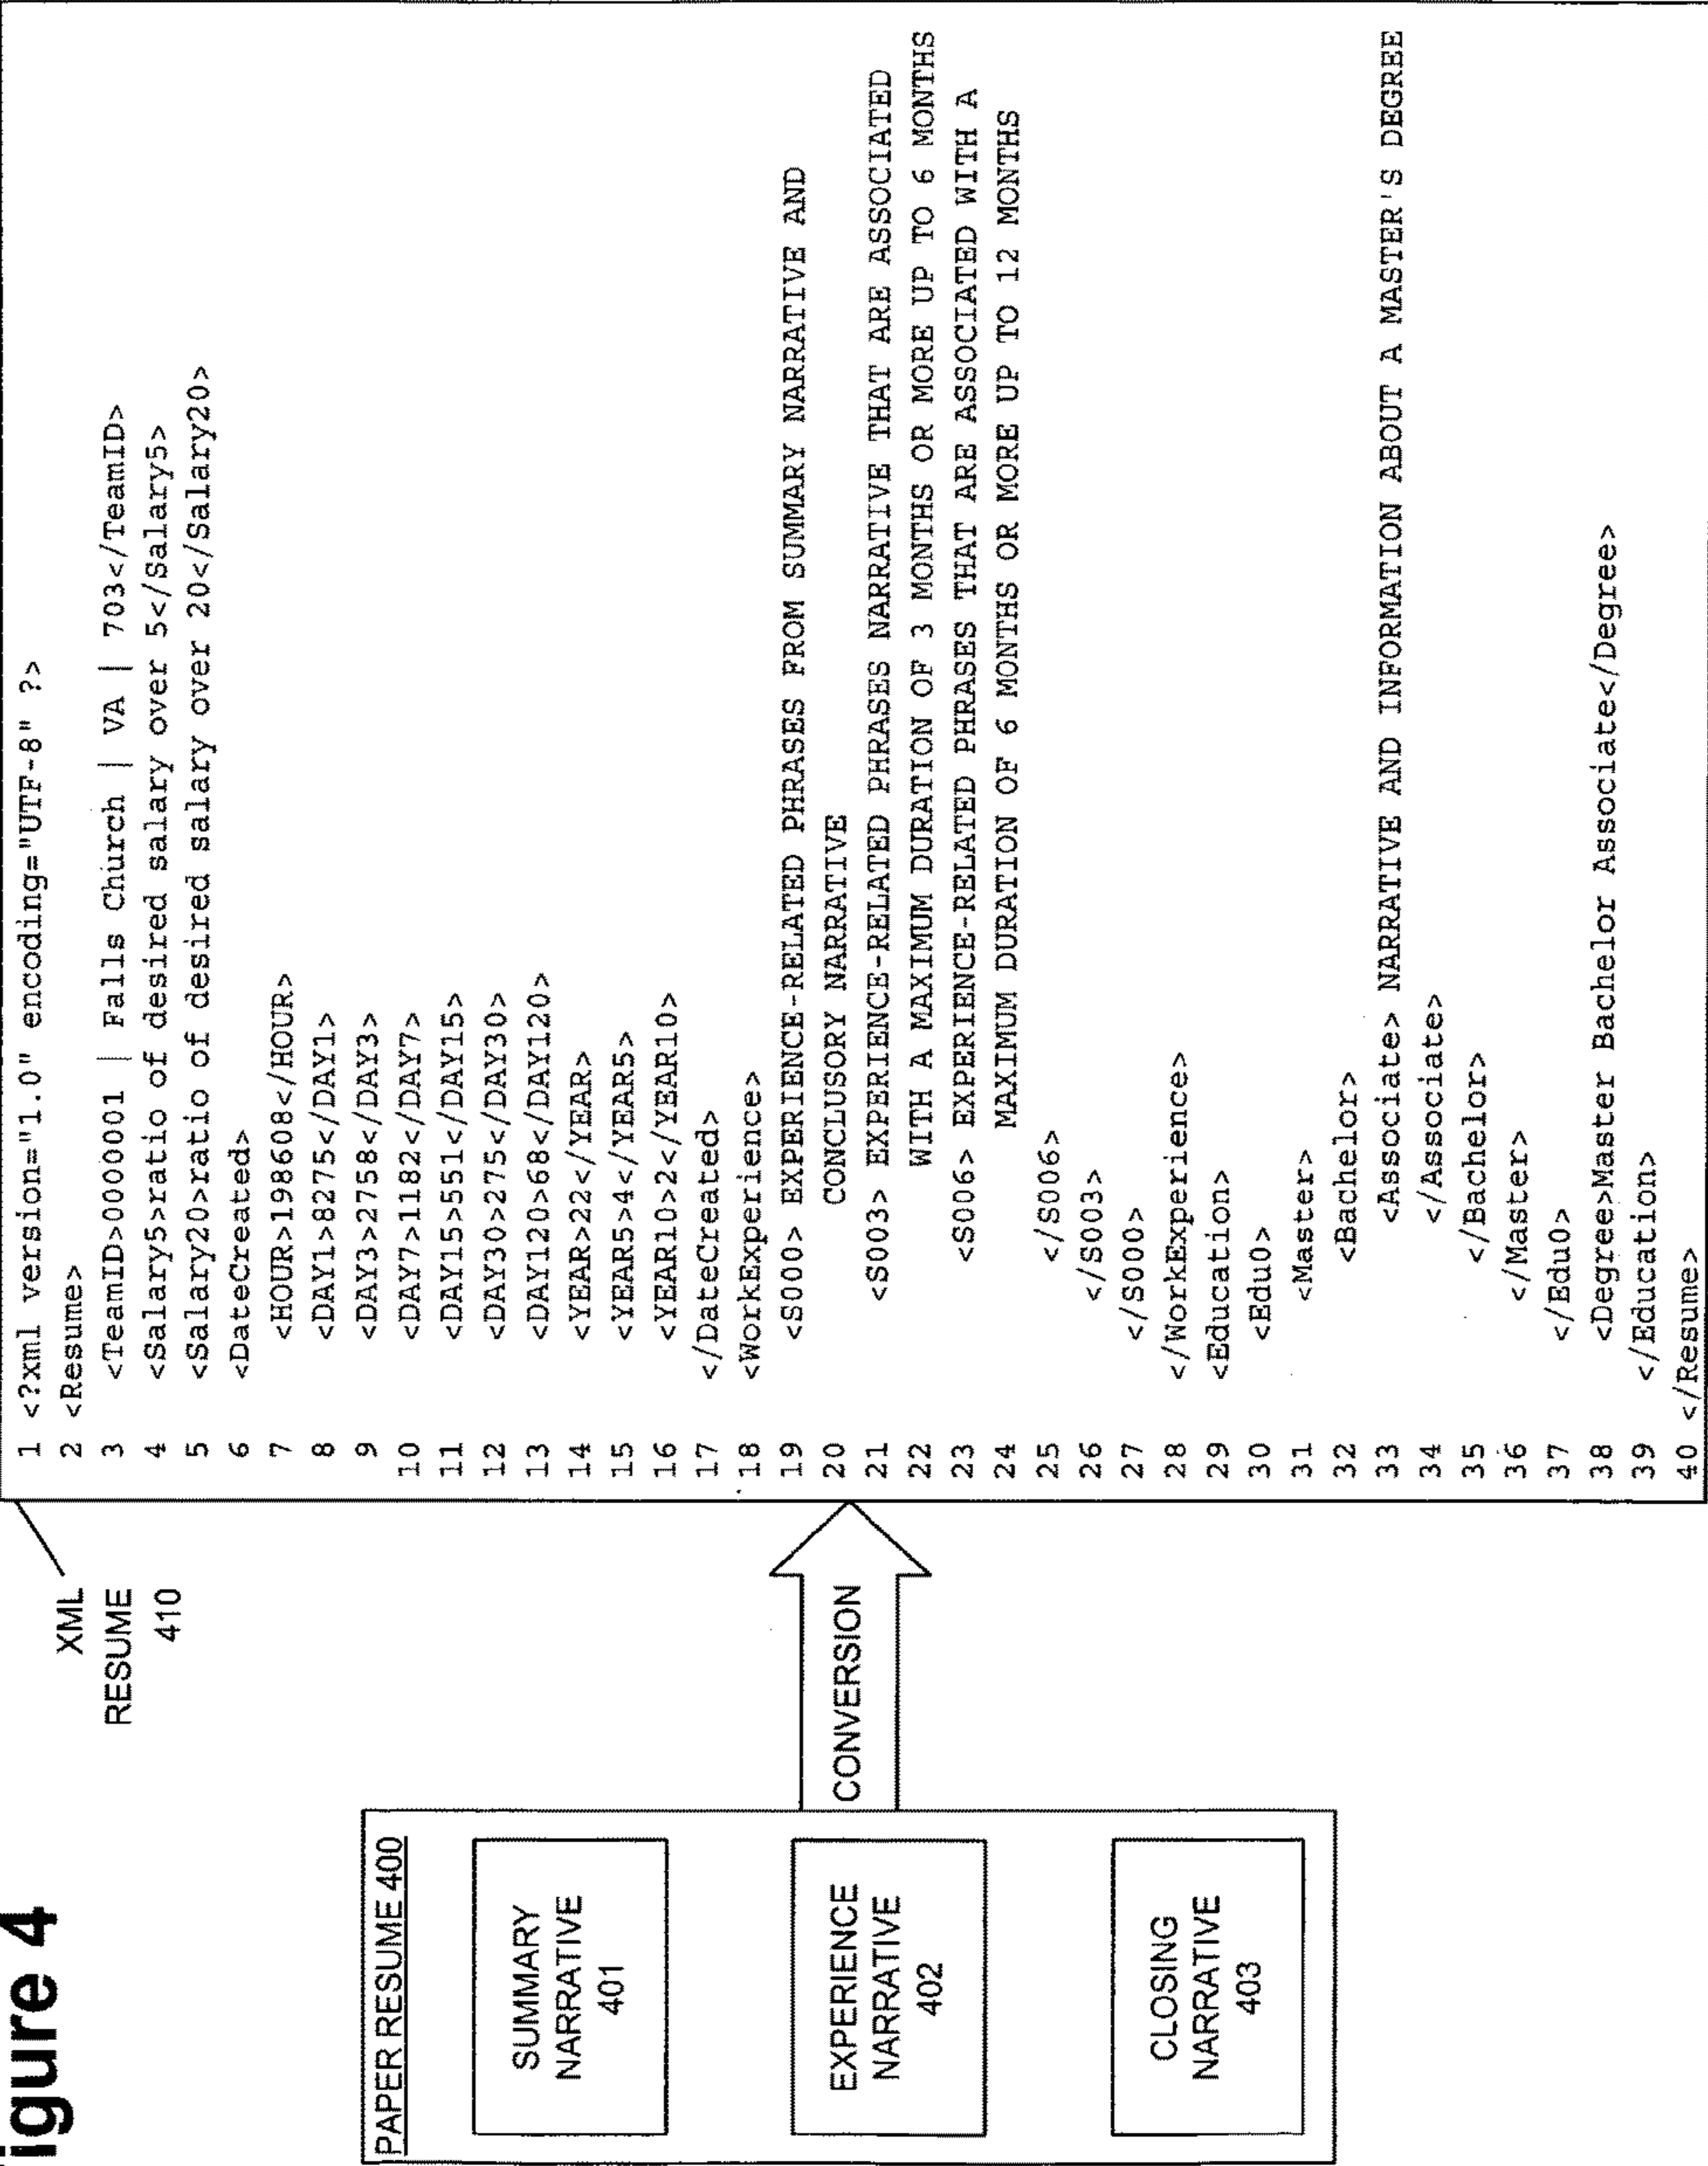 igure 4
PAPER RESUME 400
SUMMARY
NARRATIVE
401
EXPERIENCE
NARRATIVE
402
CLOSING
NARRATIVE
403
CONVERSION
XML
RESUME
410
1 <?xml version="1.0" encoding="UTF-8" ?>
2 <Resume>
3 <TeamID>0000001 | Falls Church | VA | 703</TeamID>
4 <Salary5>ratio of desired salary over 5</Salary5>
5 <Salary20>ratio of desired salary over 20</Salary20>
6 <DateCreated>
7 <HOUR>198608</HOUR>
8 <DAY1>8275</DAY1>
9 <DAY3>2758</DAY3>
10 <DAY7>1182</DAY7>
11 <DAY15>551</DAY15>
12 <DAY30>275</DAY30>
13 <DAY120>68</DAY120>
14 <YEAR>22</YEAR>
15 <YEAR5>4</YEAR5>
16 <YEAR10>2</YEAR10>
17 </DateCreated>
18 <WorkExperience>
19 <S000> EXPERIENCE-RELATED PHRASES FROM SUMMARY NARRATIVE AND
20 CONCLUSORY NARRATIVE
21 <S003> EXPERIENCE-RELATED PHRASES NARRATIVE THAT ARE ASSOCIATED
22 WITH A MAXIMUM DURATION OF 3 MONTHS OR MORE UP TO 6 MONTHS
23 <S006> EXPERIENCE-RELATED PHRASES THAT ARE ASSOCIATED WITH A
24 MAXIMUM DURATION OF 6 MONTHS OR MORE UP TO 12 MONTHS
25 </S006>
26 </S003>
27 </S000>
28 </WorkExperience>
29 <Education>
30 <Edu0>
31 <Master>
32 <Bachelor>
33 <Associate> NARRATIVE AND INFORMATION ABOUT A MASTER'S DEGREE
34 </Associate>
35 </Bachelor>
36 </Master>
37 </Edu0>
38 <Degree>Master Bachelor Associate</Degree>
39 </Education>
40 </Resume>